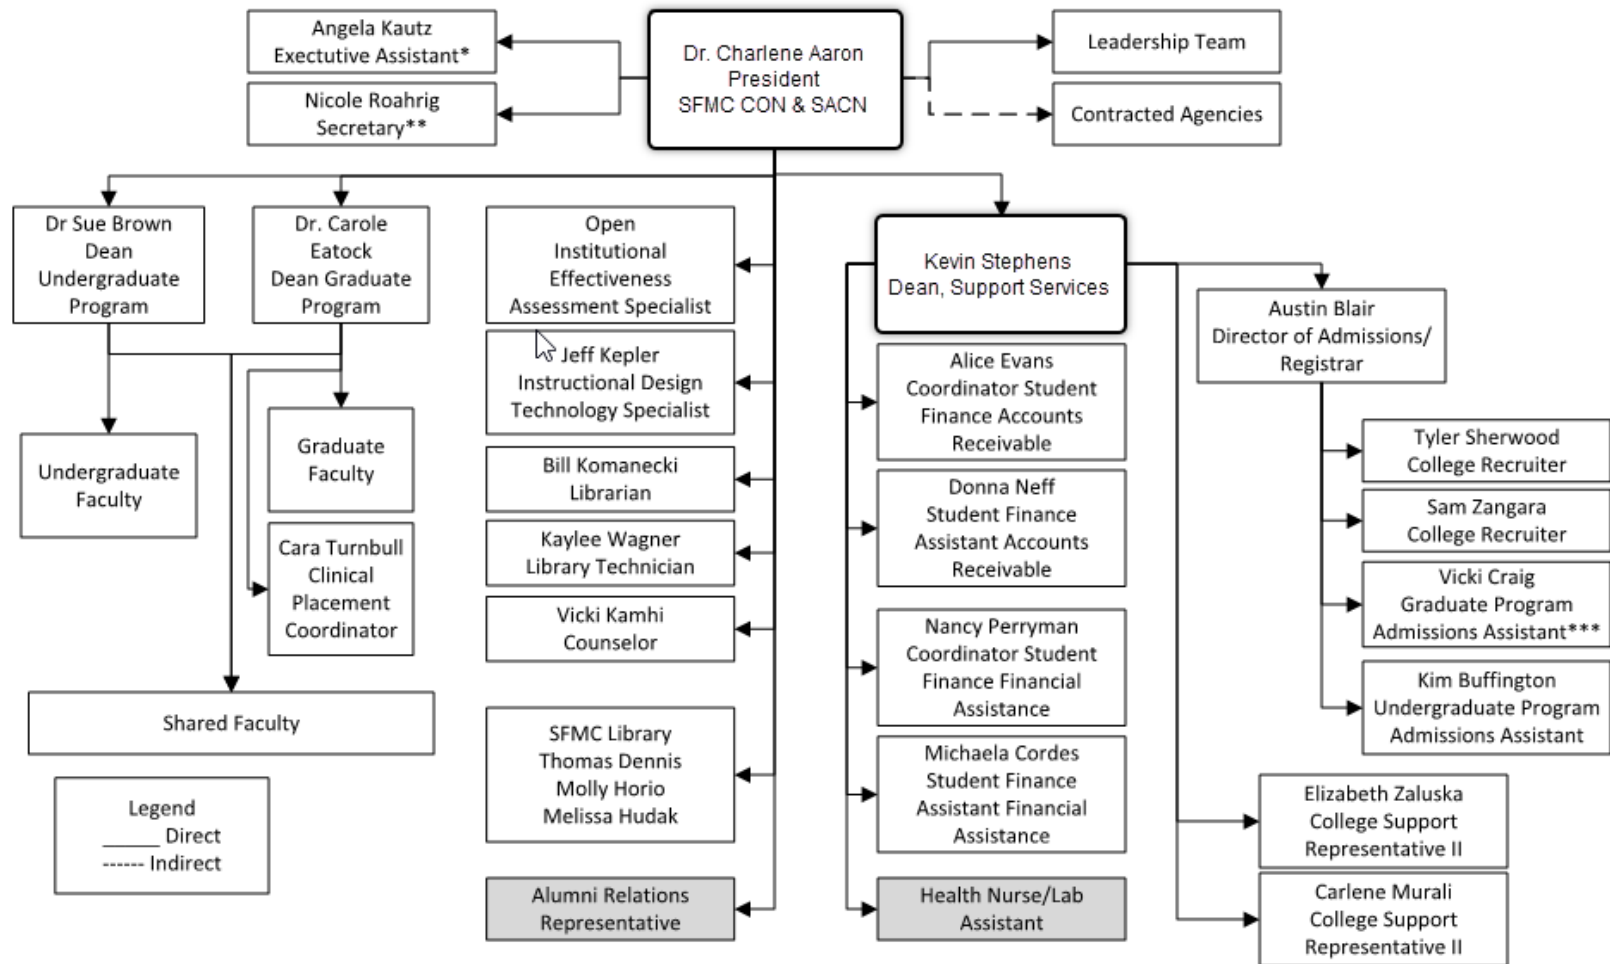 Angela Kautz
Exectutive Assistant*
Nicole Roahrig
Secretary**
Dr. Charlene Aaron
President
SFMC CON & SACN
Leadership Team
Contracted Agencies
Dr Sue Brown
Dean
Undergraduate
Program
Dr. Carole
Eatock
Dean Graduate
Program
Undergraduate
Faculty
Graduate
Faculty
Cara Turnbull
Clinical
Placement
Coordinator
Shared Faculty
Legend
______ Direct
------ Indirect
Open
Institutional
Effectiveness
Assessment Specialist
Jeff Kepler
Instructional Design
Technology Specialist
Bill Komanecki
Librarian
Kaylee Wagner
Library Technician
Vicki Kamhi
Counselor
SFMC Library
Thomas Dennis
Molly Horio
Melissa Hudak
Alumni Relations
Representative
Kevin Stephens
Dean, Support Services
Alice Evans
Coordinator Student
Finance Accounts
Receivable
Donna Neff
Student Finance
Assistant Accounts
Receivable
Nancy Perryman
Coordinator Student
Finance Financial
Assistance
Michaela Cordes
Student Finance
Assistant Financial
Assistance
Health Nurse/Lab
Assistant
Austin Blair
Director of Admissions/
Registrar
Tyler Sherwood
College Recruiter
Sam Zangara
College Recruiter
Vicki Craig
Graduate Program
Admissions Assistant***
Kim Buffington
Undergraduate Program
Admissions Assistant
Elizabeth Zaluska
College Support
Representative II
Carlene Murali
College Support
Representative II